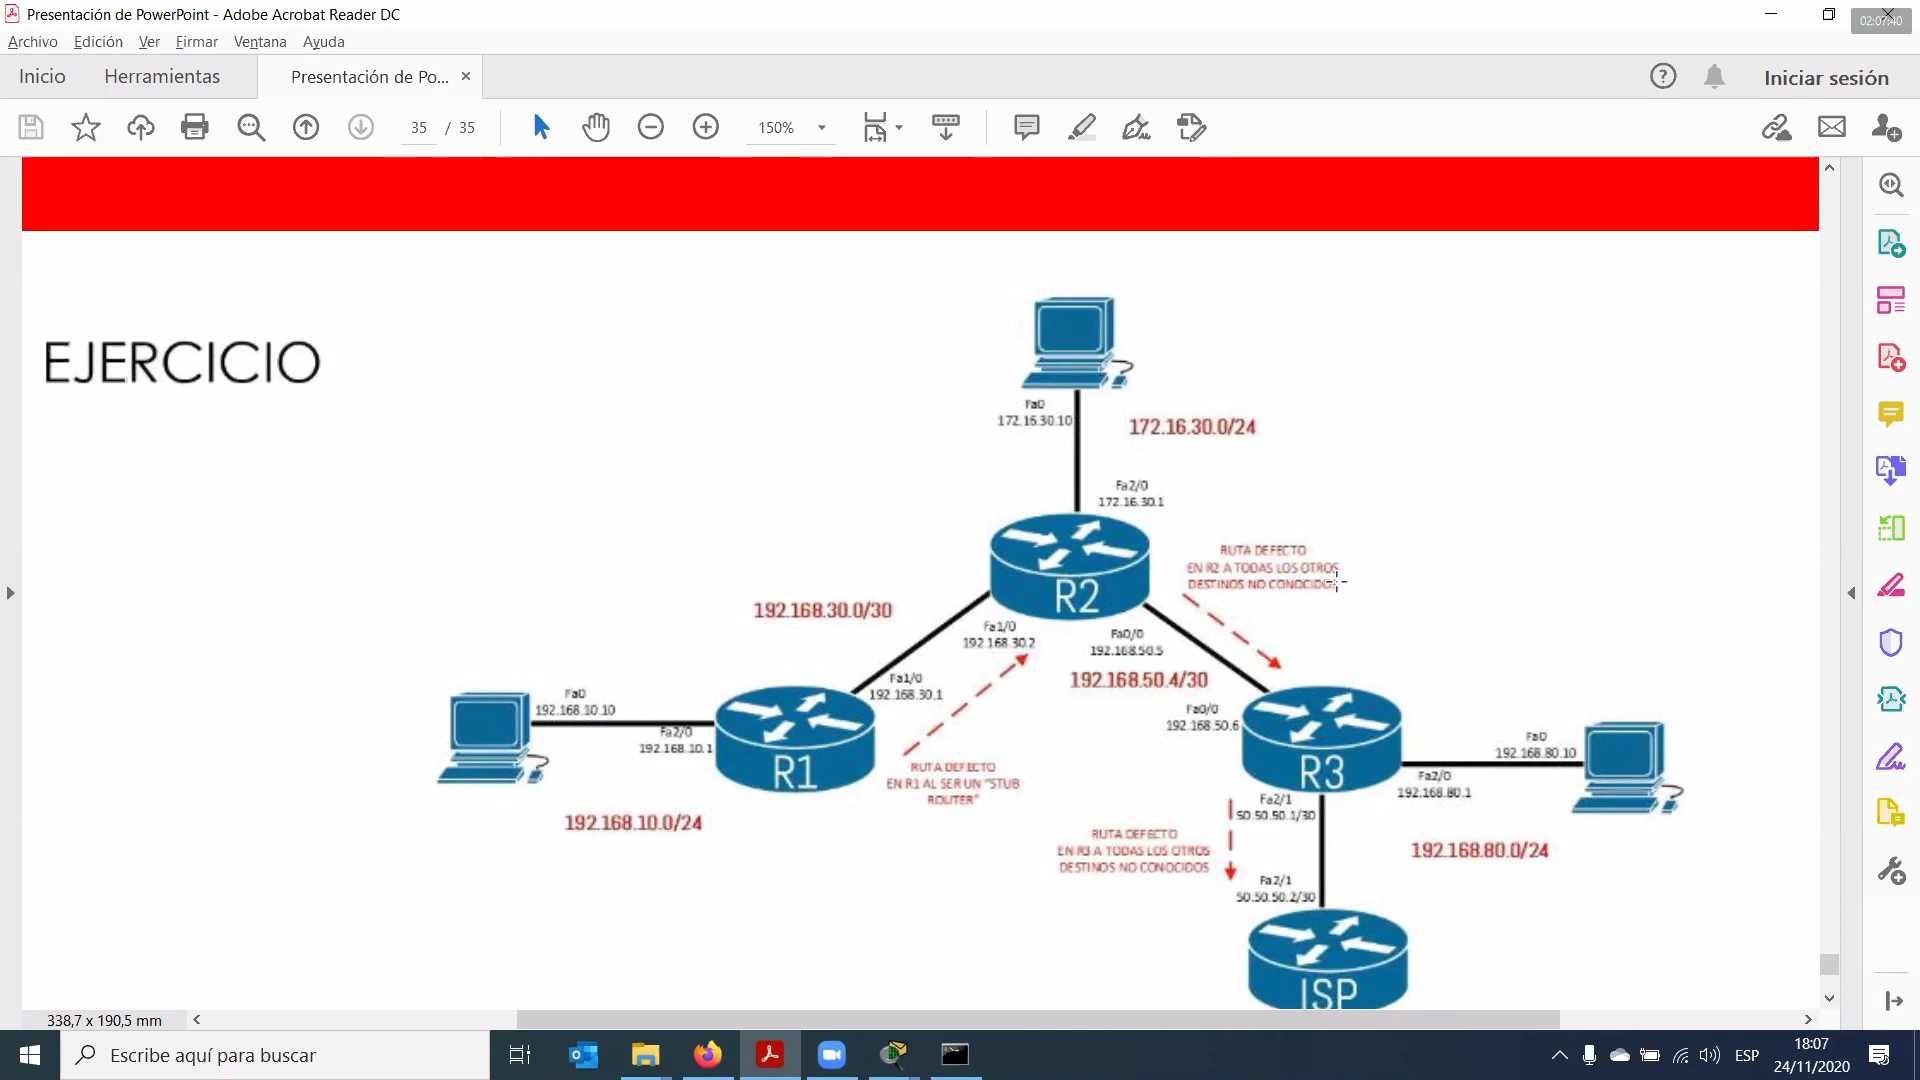 Presentación de PowerPoint - Adobe Acrobat Reader DC
02:07:40
Archivo Edición Ver Firmar Ventana Ayuda
Inicio Herramientas Presentación de Po... ×
Iniciar sesión
35 / 35
150%
EJERCICIO
Fa0
172.16.30.10
172.16.30.0/24
Fa2/0
172.16.30.1
R2
RUTA DEFECTO
EN R2 A TODAS LOS OTROS
DESTINOS NO CONOCIDOS
192.168.30.0/30
Fa1/0
192.168.30.2
Fa0/0
192.168.50.5
192.168.50.4/30
Fa1/0
192.168.30.1
Fa0
192.168.10.10
Fa2/0
192.168.10.1
R1
RUTA DEFECTO
EN R1 AL SER UN "STUB
ROUTER"
192.168.10.0/24
Fa0/0
192.168.50.6
R3
Fa0
192.168.80.10
Fa2/0
192.168.80.1
192.168.80.0/24
Fa2/1
50.50.50.1/30
RUTA DEFECTO
EN R3 A TODAS LOS OTROS
DESTINOS NO CONOCIDOS
Fa2/1
50.50.50.2/30
ISP
338,7 x 190,5 mm
Escribe aquí para buscar
ESP
18:07
24/11/2020